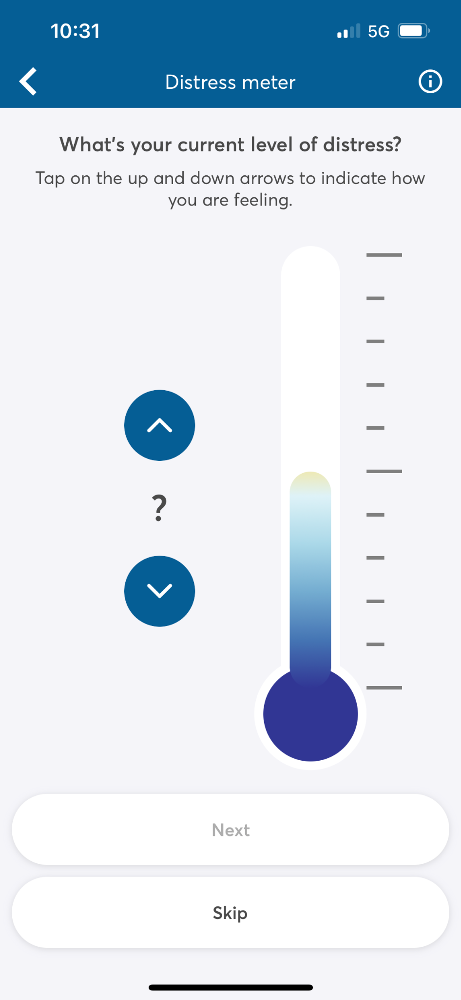 10:31
5G
Distress meter
What's your current level of distress?
Tap on the up and down arrows to indicate how
you are feeling.
?
Next
Skip